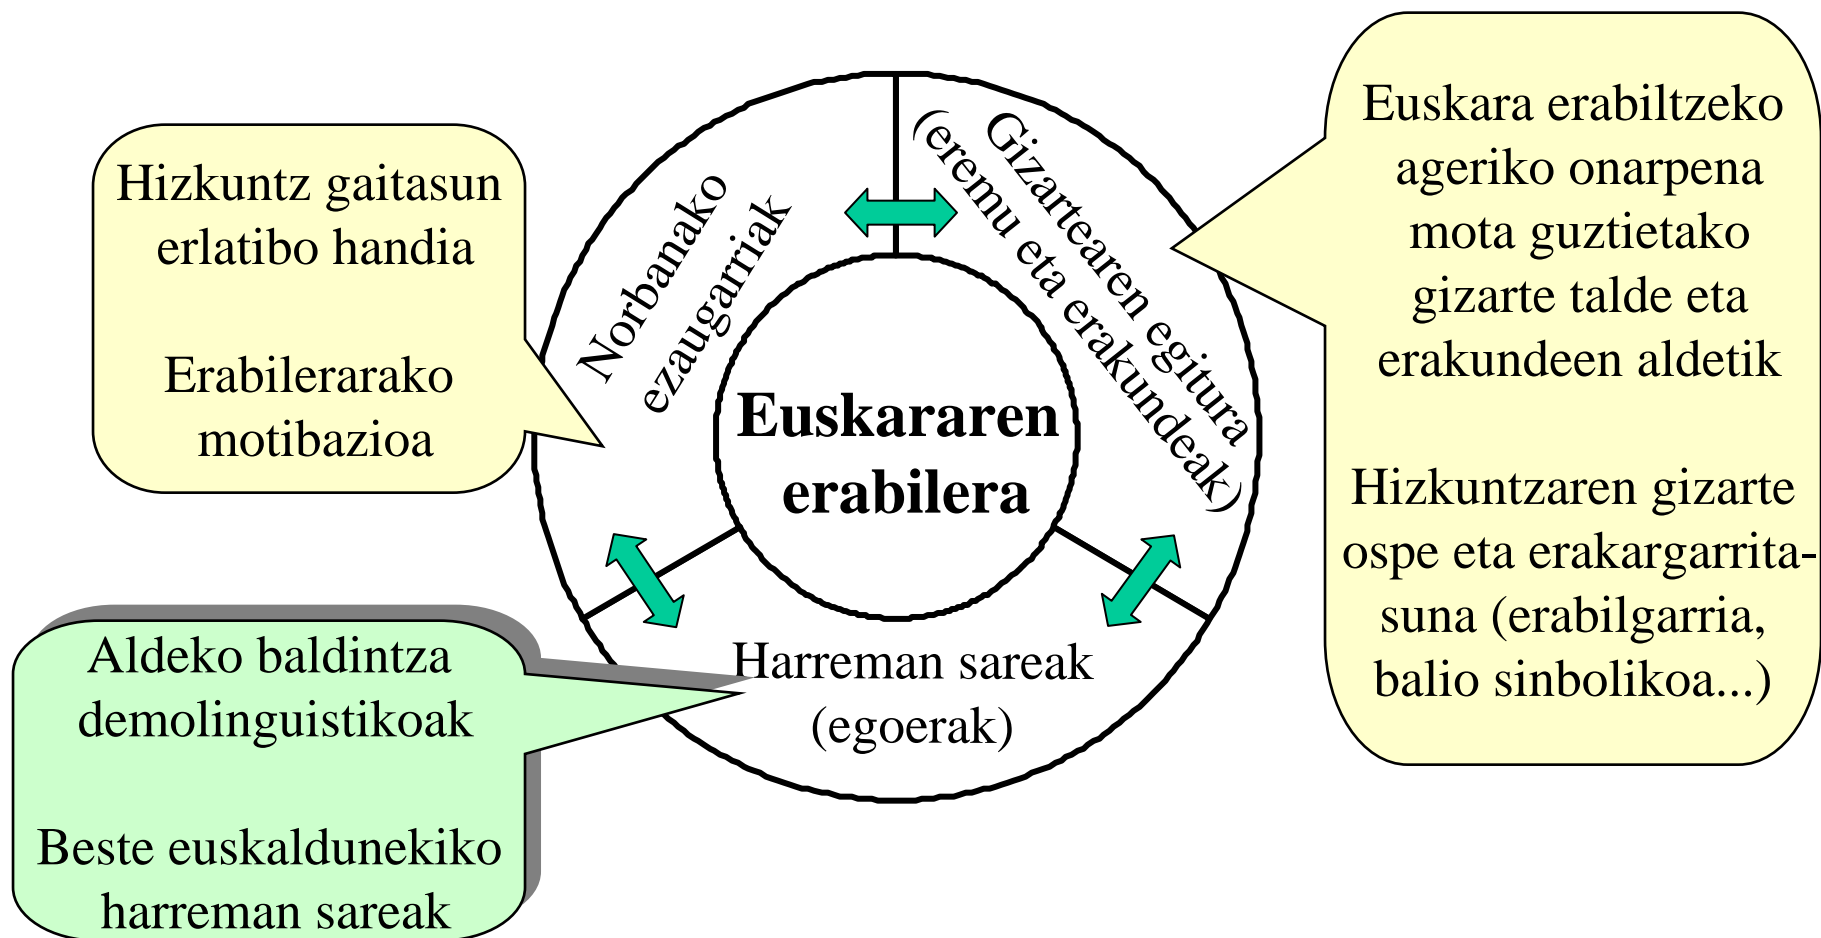 Hizkuntz gaitasun
erlatibo handia
Erabilerarako
motibazioa
Norbanako
ezaugarriak
Gizartearen egitura
(eremu eta erakundeak)
Euskararen
erabilera
Harreman sareak
(egoerak)
Euskara erabiltzeko
ageriko onarpena
mota guztietako
gizarte talde eta
erakundeen aldetik
Hizkuntzaren gizarte
ospe eta erakargarrita-
suna (erabilgarria,
balio sinbolikoa...)
Aldeko baldintza
demolinguistikoak
Beste euskaldunekiko
harreman sareak